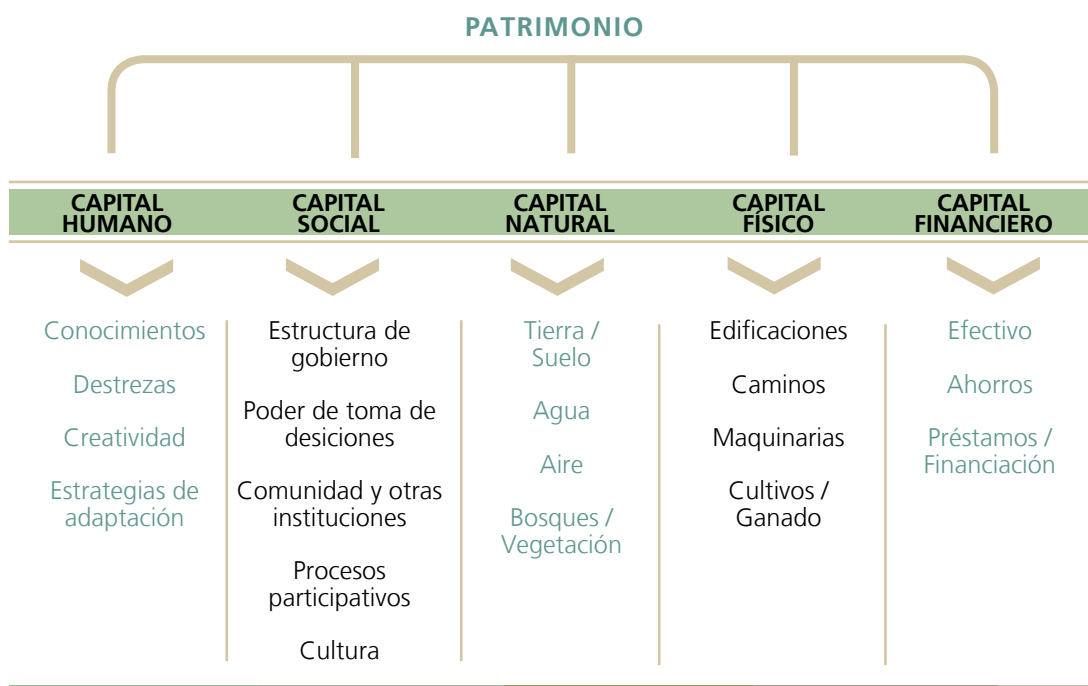 PATRIMONIO
CAPITAL
HUMANO
CAPITAL
SOCIAL
CAPITAL
NATURAL
CAPITAL
FÍSICO
CAPITAL
FINANCIERO
Conocimientos
Destrezas
Creatividad
Estrategias de
adaptación
Estructura de
gobierno
Poder de toma de
desiciones
Comunidad y otras
instituciones
Procesos
participativos
Cultura
Tierra /
Suelo
Agua
Aire
Bosques /
Vegetación
Edificaciones
Caminos
Maquinarias
Cultivos /
Ganado
Efectivo
Ahorros
Préstamos /
Financiación